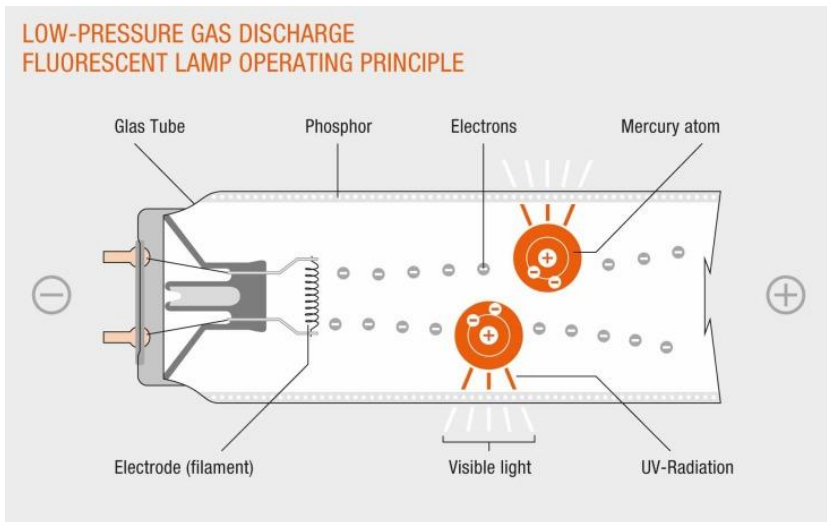 LOW-PRESSURE GAS DISCHARGE
FLUORESCENT LAMP OPERATING PRINCIPLE
Glas Tube
Phosphor
Electrons
Mercury atom
Electrode (filament)
Visible light
UV-Radiation